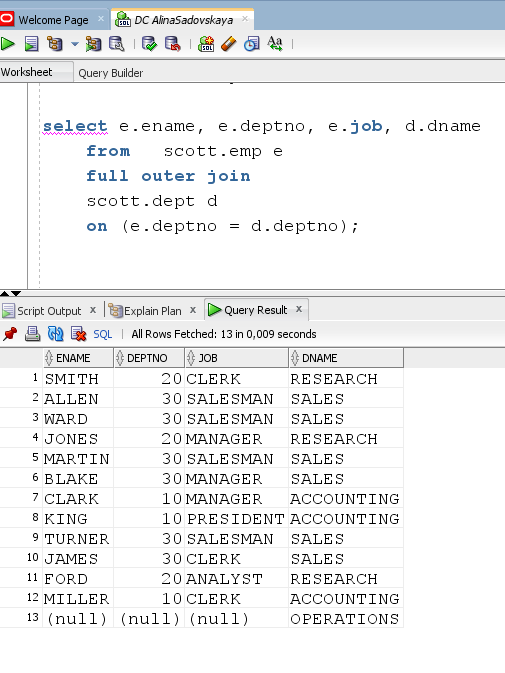 Welcome Page × DC AlinaSadovskaya ×
SQL Aa
Worksheet Query Builder
select e.ename, e.deptno, e.job, d.dname
from scott.emp e
full outer join
scott.dept d
on (e.deptno = d.deptno);
Script Output x Explain Plan x Query Result x
SQL | All Rows Fetched: 13 in 0,009 seconds
ENAME DEPTNO JOB DNAME
1 SMITH 20 CLERK RESEARCH
2 ALLEN 30 SALESMAN SALES
3 WARD 30 SALESMAN SALES
4 JONES 20 MANAGER RESEARCH
5 MARTIN 30 SALESMAN SALES
6 BLAKE 30 MANAGER SALES
7 CLARK 10 MANAGER ACCOUNTING
8 KING 10 PRESIDENT ACCOUNTING
9 TURNER 30 SALESMAN SALES
10 JAMES 30 CLERK SALES
11 FORD 20 ANALYST RESEARCH
12 MILLER 10 CLERK ACCOUNTING
13 (null) (null) (null) OPERATIONS